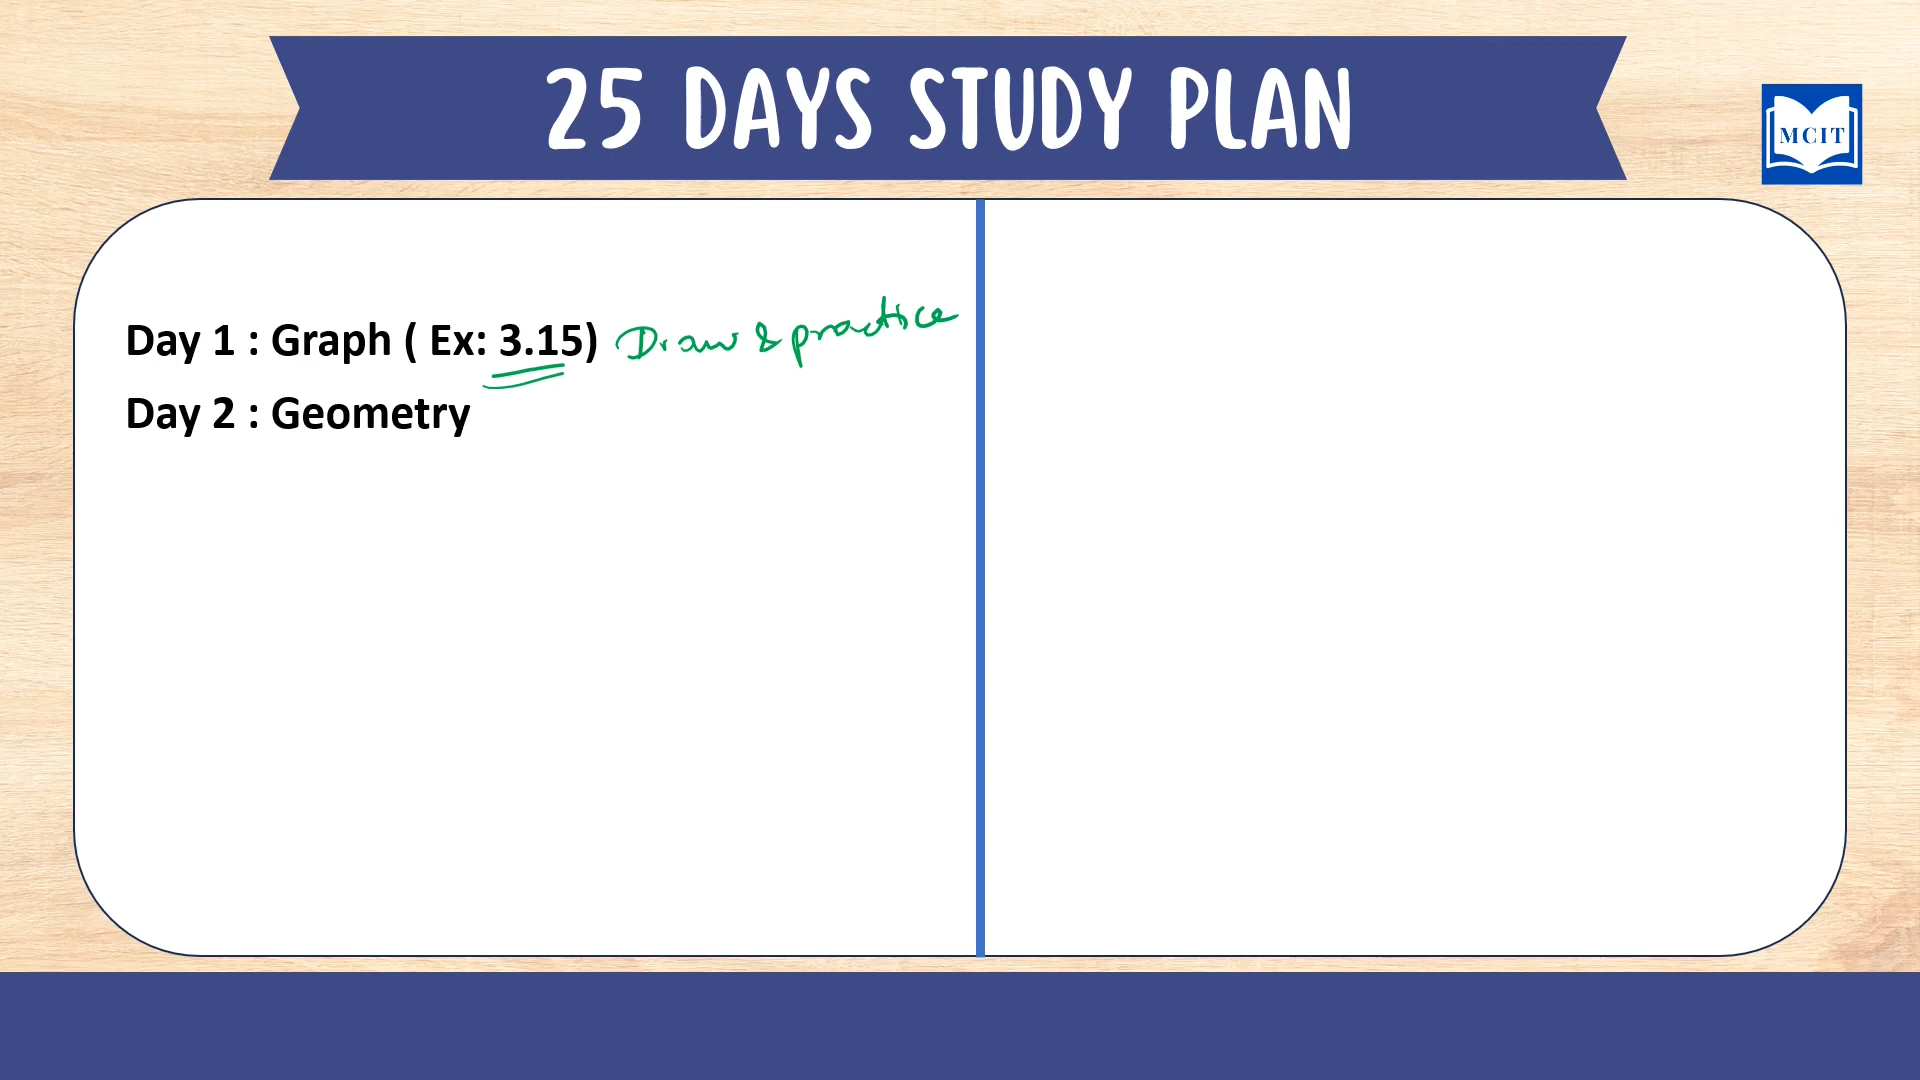 25 DAYS STUDY PLAN
MCIT
Day 1 : Graph ( Ex: 3.15) Draw & practice
Day 2 : Geometry